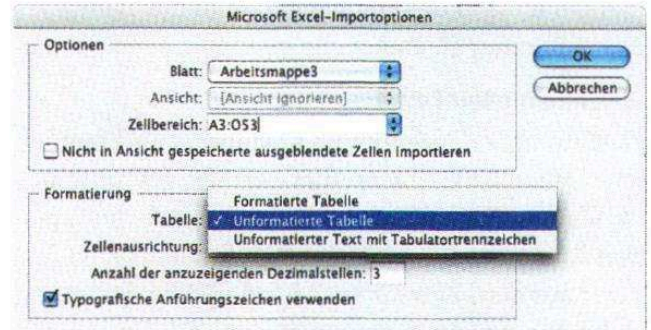 Microsoft Excel-Importoptionen
Optionen
OK
Blatt: Arbeitsmappe3
Abbrechen
Ansicht: [Ansicht ignorieren]
Zellbereich: A3:O53
Nicht in Ansicht gespeicherte ausgeblendete Zellen importieren
Formatierung
Formatierte Tabelle
Tabelle: ✓ Unformatierte Tabelle
Unformatierter Text mit Tabulatortrennzeichen
Zellenausrichtung:
Anzahl der anzuzeigenden Dezimalstellen: 3
Typografische Anführungszeichen verwenden